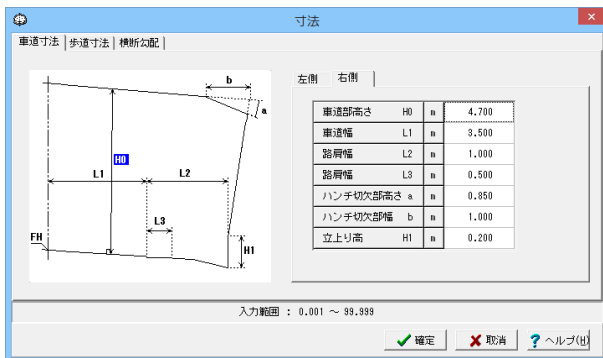 寸法
車道寸法 歩道寸法 横断勾配
左側 右側
b
a
H0
L1 L2
L3
FH
H1
車道部高さ H0 m 4.700
車道幅 L1 m 3.500
路肩幅 L2 m 1.000
路肩幅 L3 m 0.500
ハンチ切欠部高さ a m 0.850
ハンチ切欠部幅 b m 1.000
立上り高 H1 m 0.200
入力範囲 : 0.001 ～ 99.999
確定 取消 ヘルプ(H)